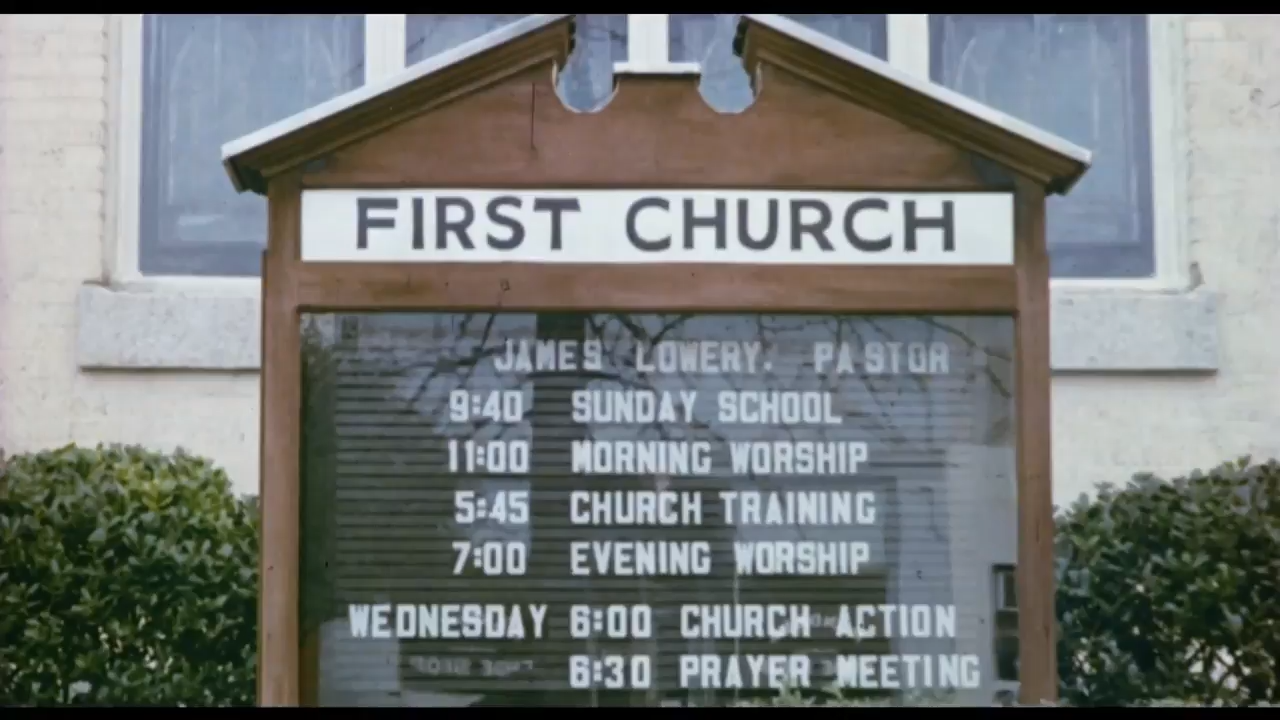 FIRST CHURCH
JAMES LOWERY. PASTOR
9:40 SUNDAY SCHOOL
11:00 MORNING WORSHIP
5:45 CHURCH TRAINING
7:00 EVENING WORSHIP
WEDNESDAY 6:00 CHURCH ACTION
6:30 PRAYER MEETING